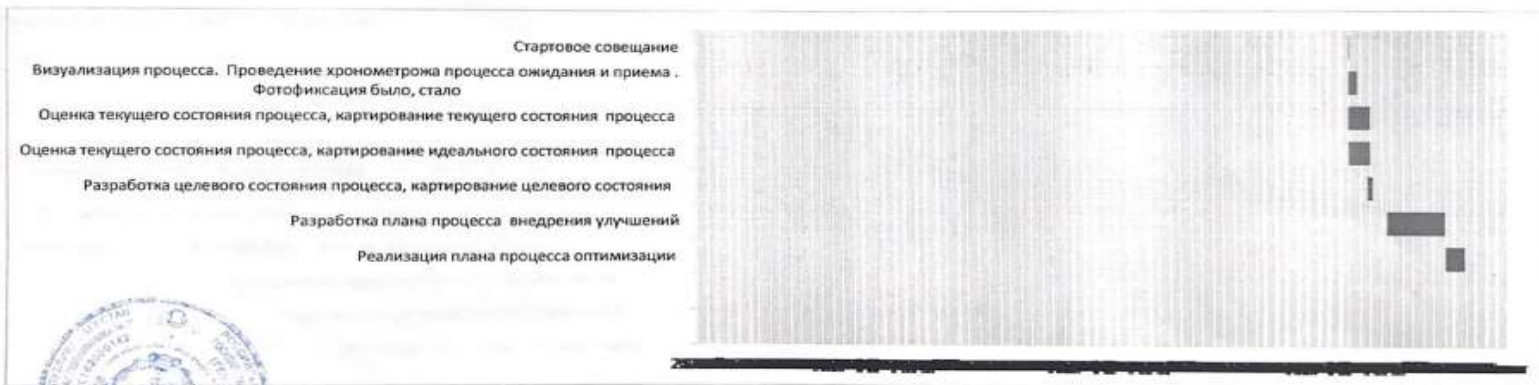 Стартовое совещание
Визуализация процесса. Проведение хронометрожа процесса ожидания и приема .
Фотофиксация было, стало
Оценка текущего состояния процесса, картирование текущего состояния процесса
Оценка текущего состояния процесса, картирование идеального состояния процесса
Разработка целевого состояния процесса, картирование целевого состояния
Разработка плана процесса внедрения улучшений
Реализация плана процесса оптимизации